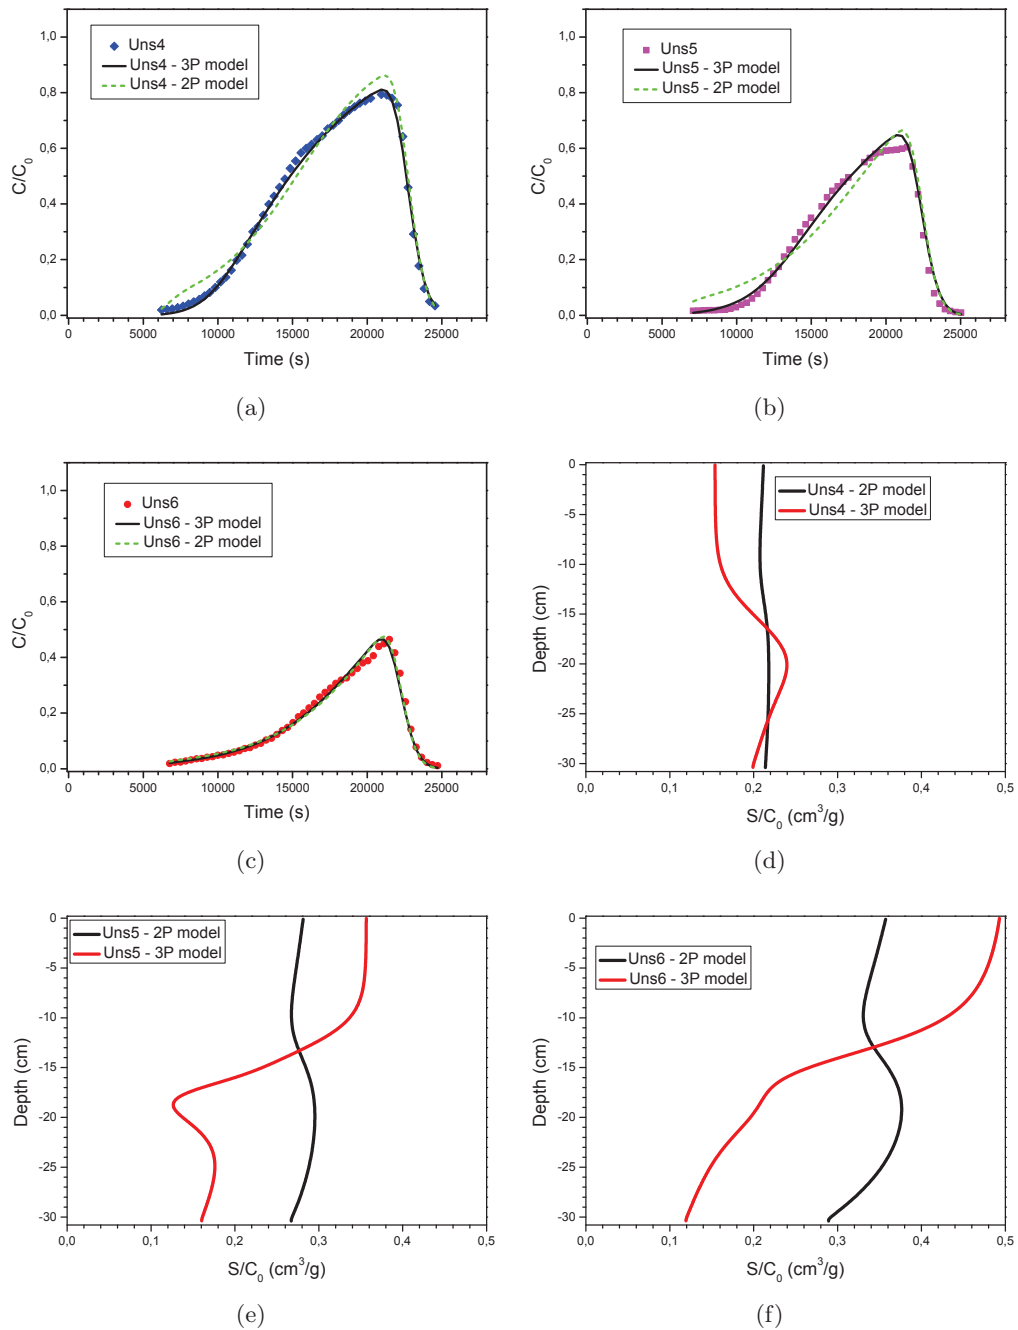 1,0
0,8
0,6
0,4
0,2
0,0
C/C0
Uns4
Uns4 - 3P model
Uns4 - 2P model
0 5000 10000 15000 20000 25000
Time (s)
(a)
1,0
0,8
0,6
0,4
0,2
0,0
C/C0
Uns5
Uns5 - 3P model
Uns5 - 2P model
0 5000 10000 15000 20000 25000
Time (s)
(b)
1,0
0,8
0,6
0,4
0,2
0,0
C/C0
Uns6
Uns6 - 3P model
Uns6 - 2P model
0 5000 10000 15000 20000 25000
Time (s)
(c)
0
-5
-10
-15
-20
-25
-30
Depth (cm)
Uns4 - 2P model
Uns4 - 3P model
0,0 0,1 0,2 0,3 0,4 0,5
S/C0 (cm³/g)
(d)
0
-5
-10
-15
-20
-25
-30
Depth (cm)
Uns5 - 2P model
Uns5 - 3P model
0,0 0,1 0,2 0,3 0,4 0,5
S/C0 (cm³/g)
(e)
0
-5
-10
-15
-20
-25
-30
Depth (cm)
Uns6 - 2P model
Uns6 - 3P model
0,0 0,1 0,2 0,3 0,4 0,5
S/C0 (cm³/g)
(f)